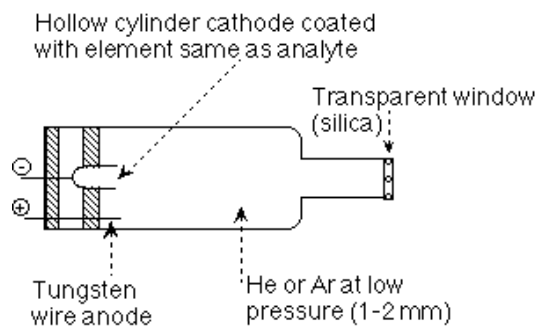 Hollow cylinder cathode coated
with element same as analyte
Transparent window
(silica)
⊖
⊕
Tungsten
wire anode
He or Ar at low
pressure (1-2 mm)